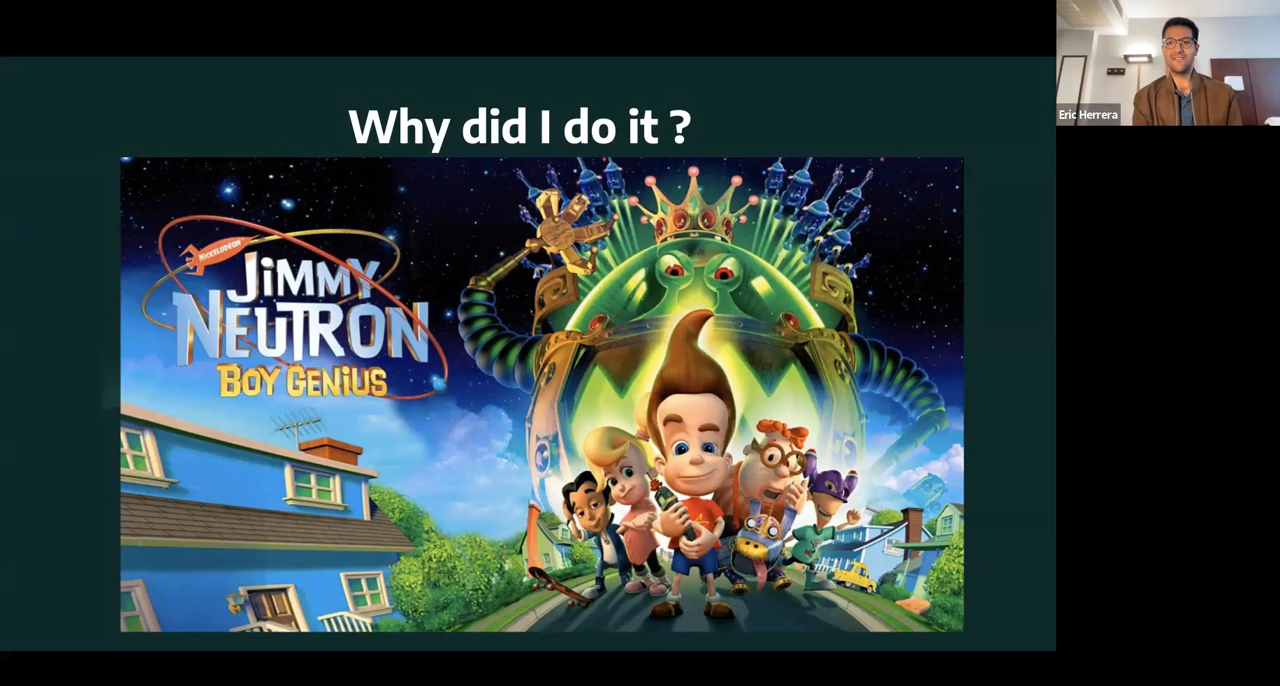 Why did I do it ?
NICKELODEON
JiMMY
NEUTRON
BOY GENiUS
Eric Herrera